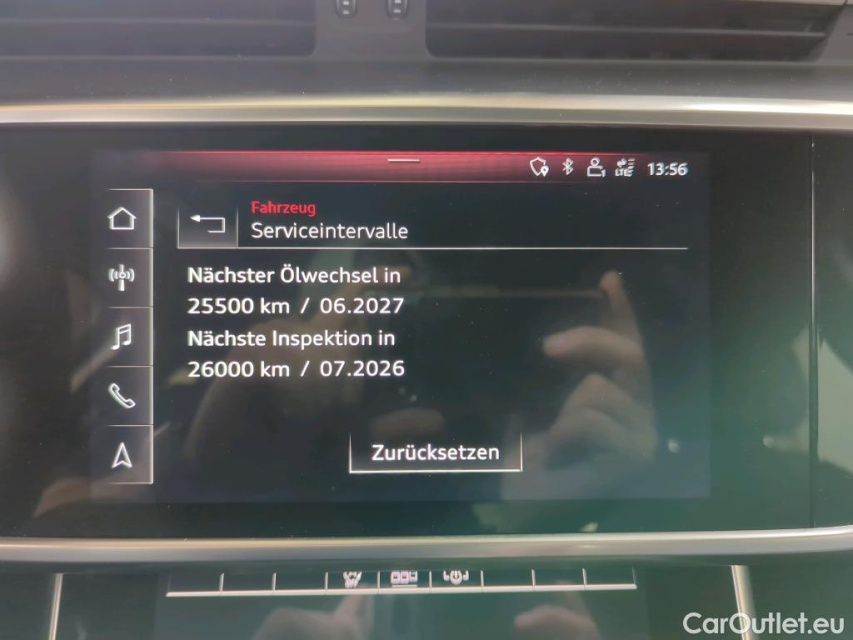 LTE 13:56
Fahrzeug
Serviceintervalle
Nächster Ölwechsel in
25500 km / 06.2027
Nächste Inspektion in
26000 km / 07.2026
Zurücksetzen
CarOutlet.eu